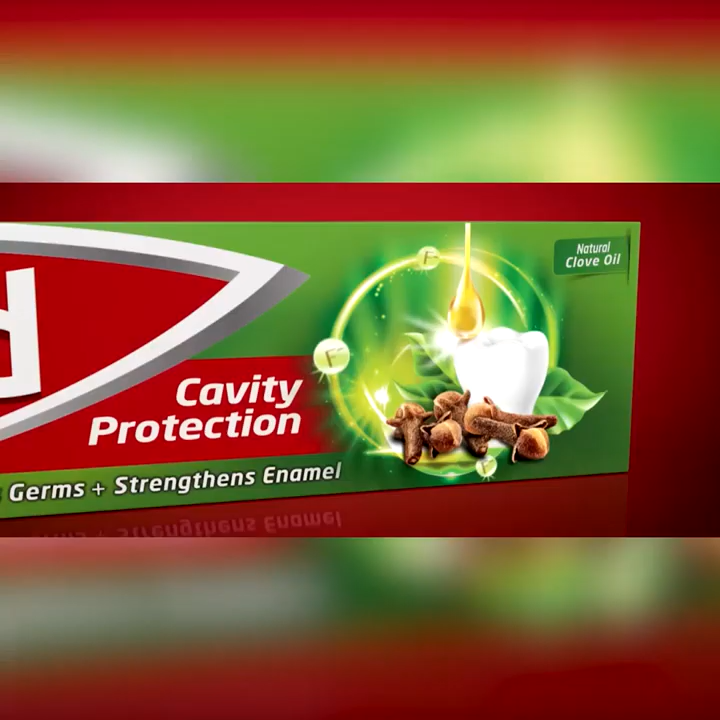 Natural
Clove Oil
d
Cavity
Protection
Germs + Strengthens Enamel